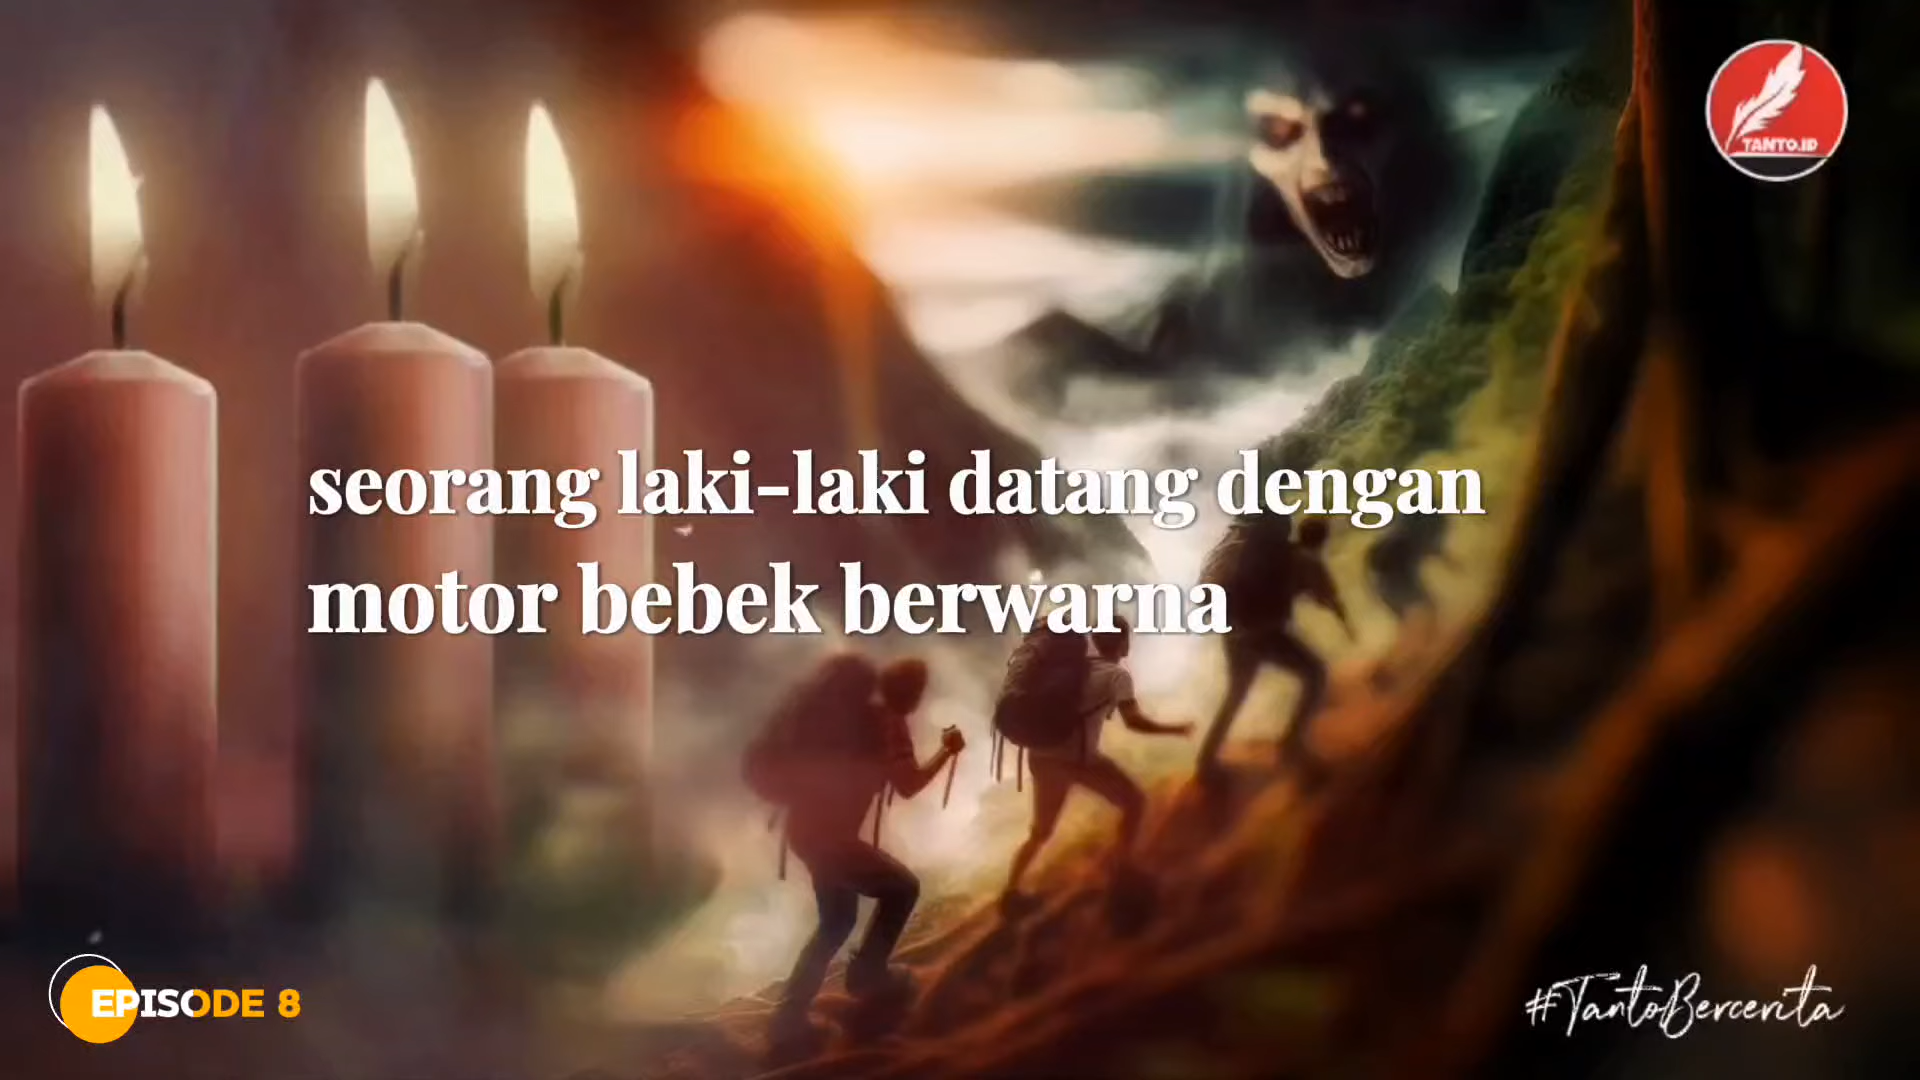 TANTO.ID
seorang laki-laki datang dengan
motor bebek berwarna
EPISODE 8
#TantoBercerita